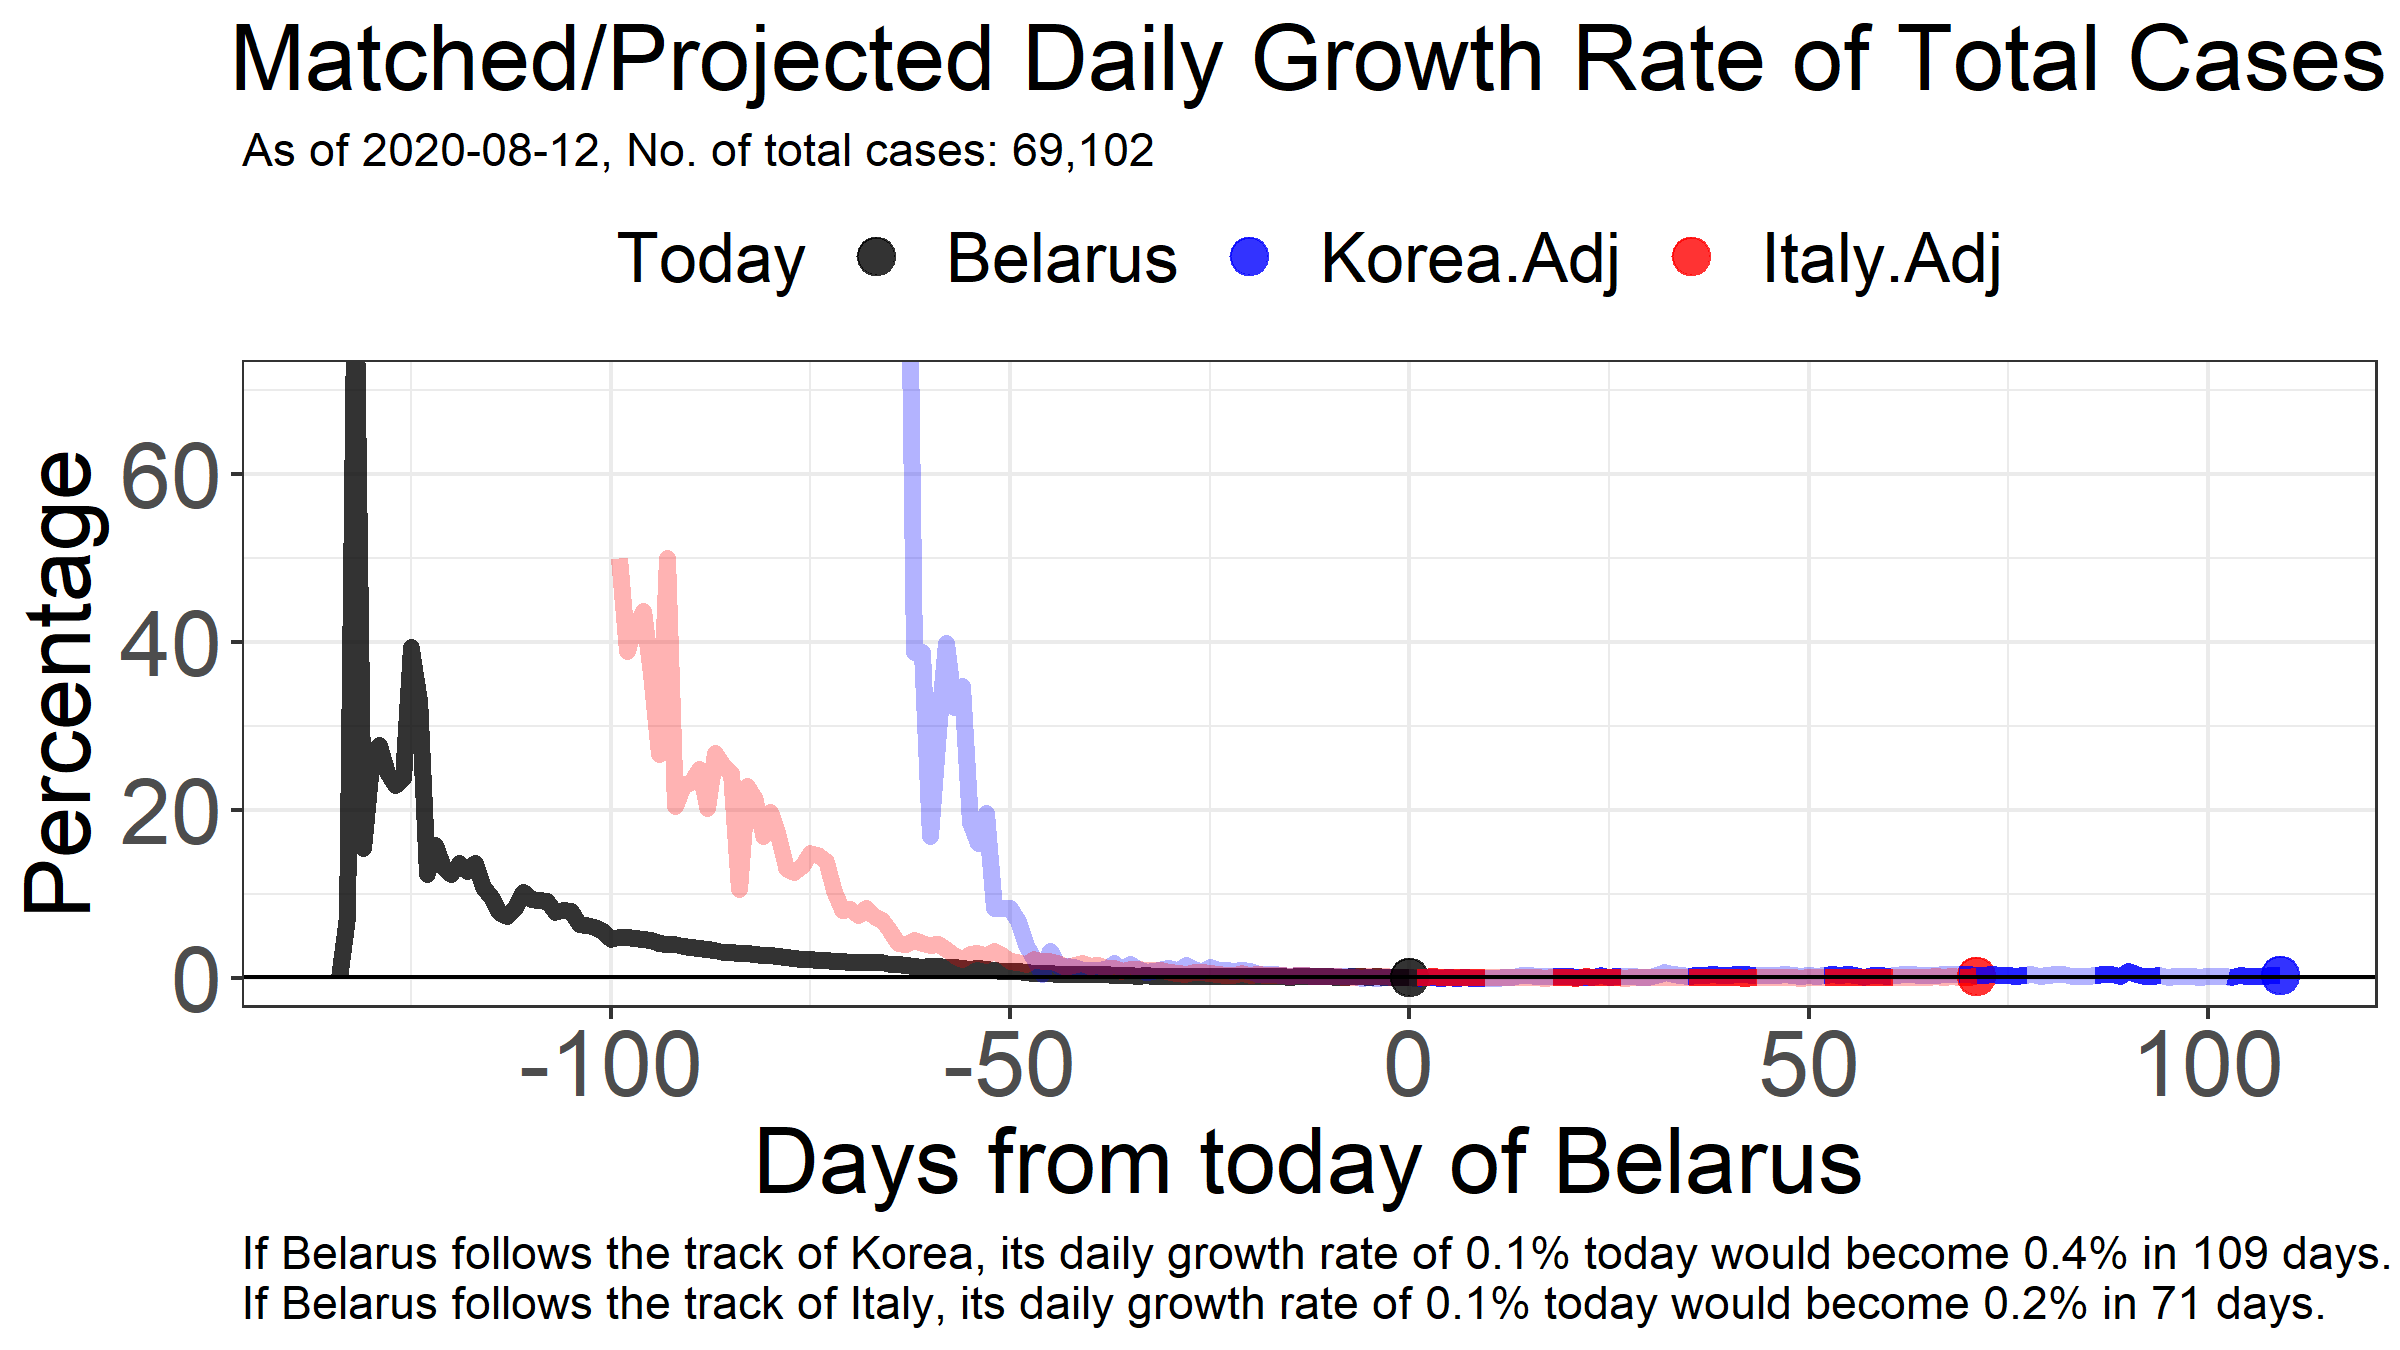 Matched/Projected Daily Growth Rate of Total Cases
As of 2020-08-12, No. of total cases: 69,102
Today Belarus Korea.Adj Italy.Adj
Percentage
60
40
20
0
-100 -50 0 50 100
Days from today of Belarus
If Belarus follows the track of Korea, its daily growth rate of 0.1% today would become 0.4% in 109 days.
If Belarus follows the track of Italy, its daily growth rate of 0.1% today would become 0.2% in 71 days.